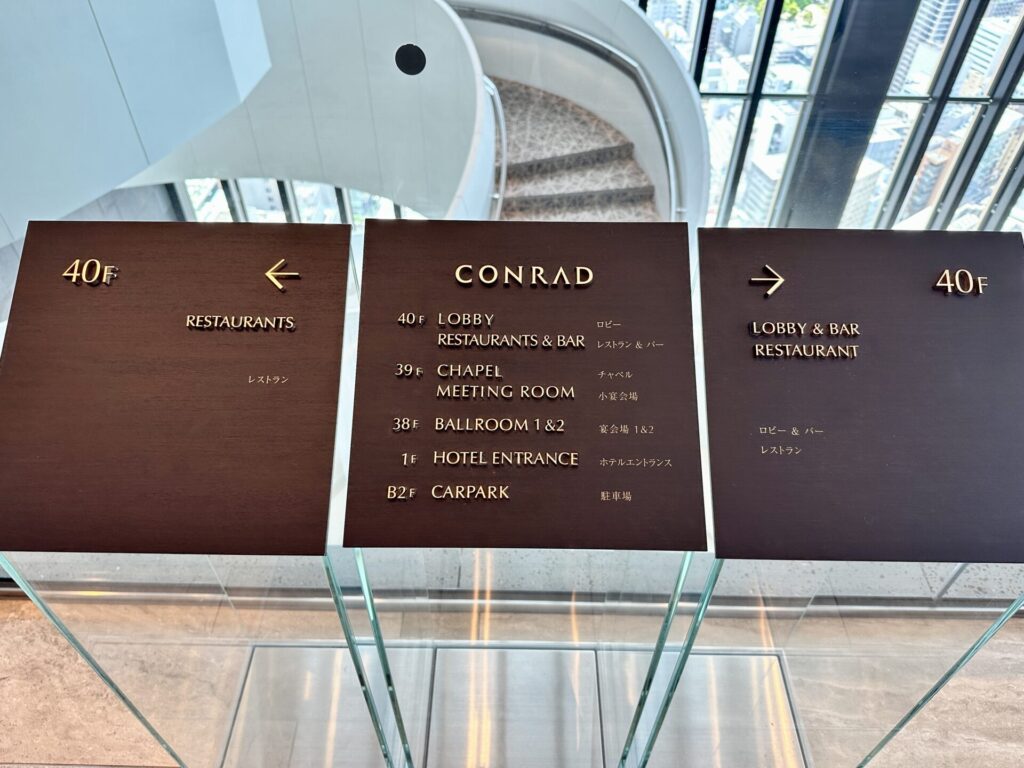 40F ←
RESTAURANTS
レストラン
CONRAD
40F LOBBY ロビー
RESTAURANTS & BAR レストラン & バー
39F CHAPEL チャペル
MEETING ROOM 小宴会場
38F BALLROOM 1&2 宴会場 1&2
1F HOTEL ENTRANCE ホテルエントランス
B2F CARPARK 駐車場
→ 40F
LOBBY & BAR
RESTAURANT
ロビー & バー
レストラン